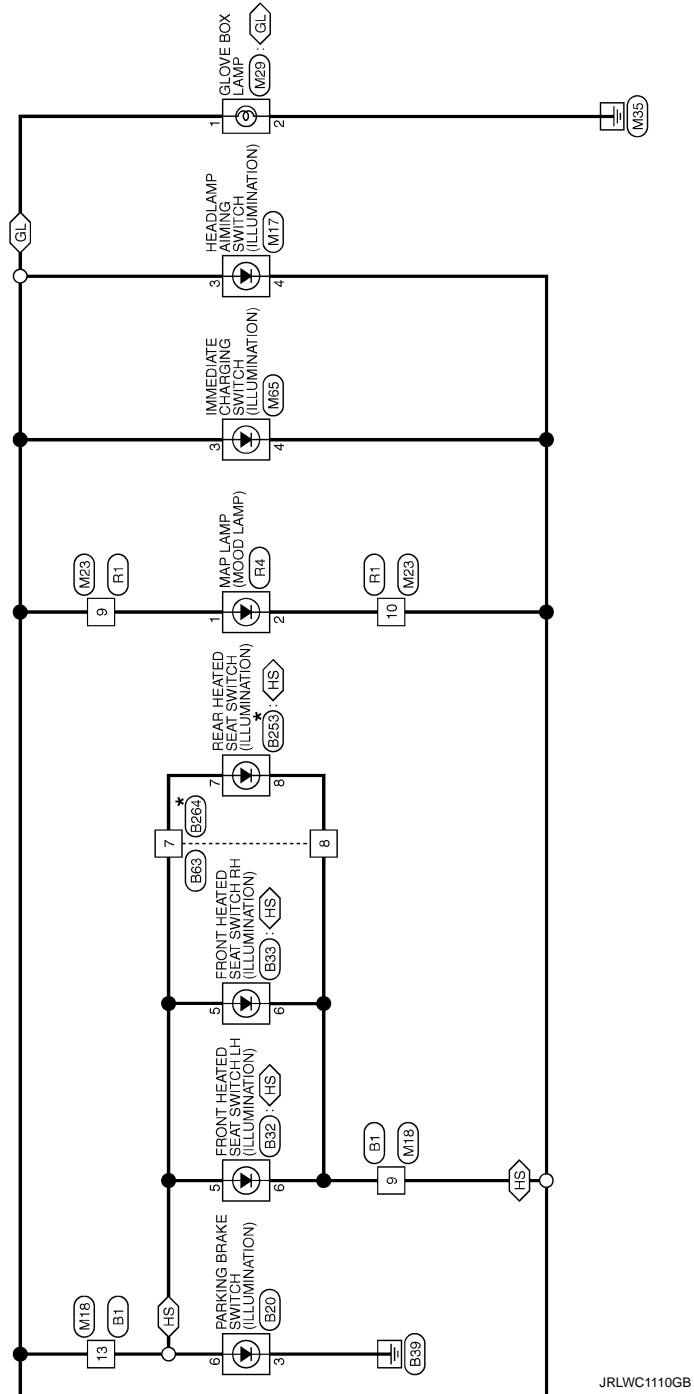 GL
GLOVE BOX
LAMP
M29 : GL
1
2
M35
HEADLAMP
AIMING
SWITCH
(ILLUMINATION)
M17
3
4
IMMEDIATE
CHARGING
SWITCH
(ILLUMINATION)
M65
3
4
M23
9
R1
MAP LAMP
(MOOD LAMP)
R4
1
2
R1
10
M23
REAR HEATED
SEAT SWITCH
(ILLUMINATION)
*
B253 : HS
7
8
*
B264
7
B63
8
FRONT HEATED
SEAT SWITCH RH
(ILLUMINATION)
B33 : HS
5
6
FRONT HEATED
SEAT SWITCH LH
(ILLUMINATION)
B32 : HS
5
6
B1
9
M18
HS
M18
13
B1
HS
PARKING BRAKE
SWITCH
(ILLUMINATION)
B20
6
3
B39
JRLWC1110GB